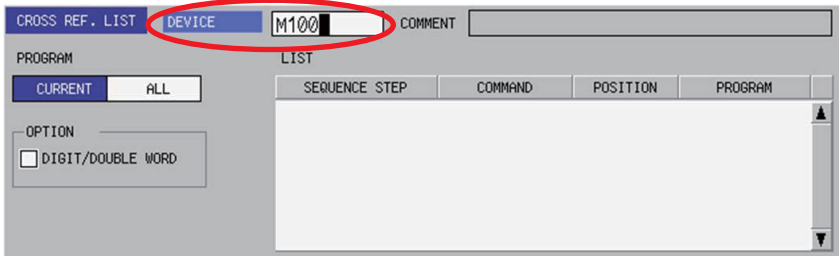 CROSS REF. LIST DEVICE M100 COMMENT
PROGRAM LIST
CURRENT ALL SEQUENCE STEP COMMAND POSITION PROGRAM
OPTION
DIGIT/DOUBLE WORD